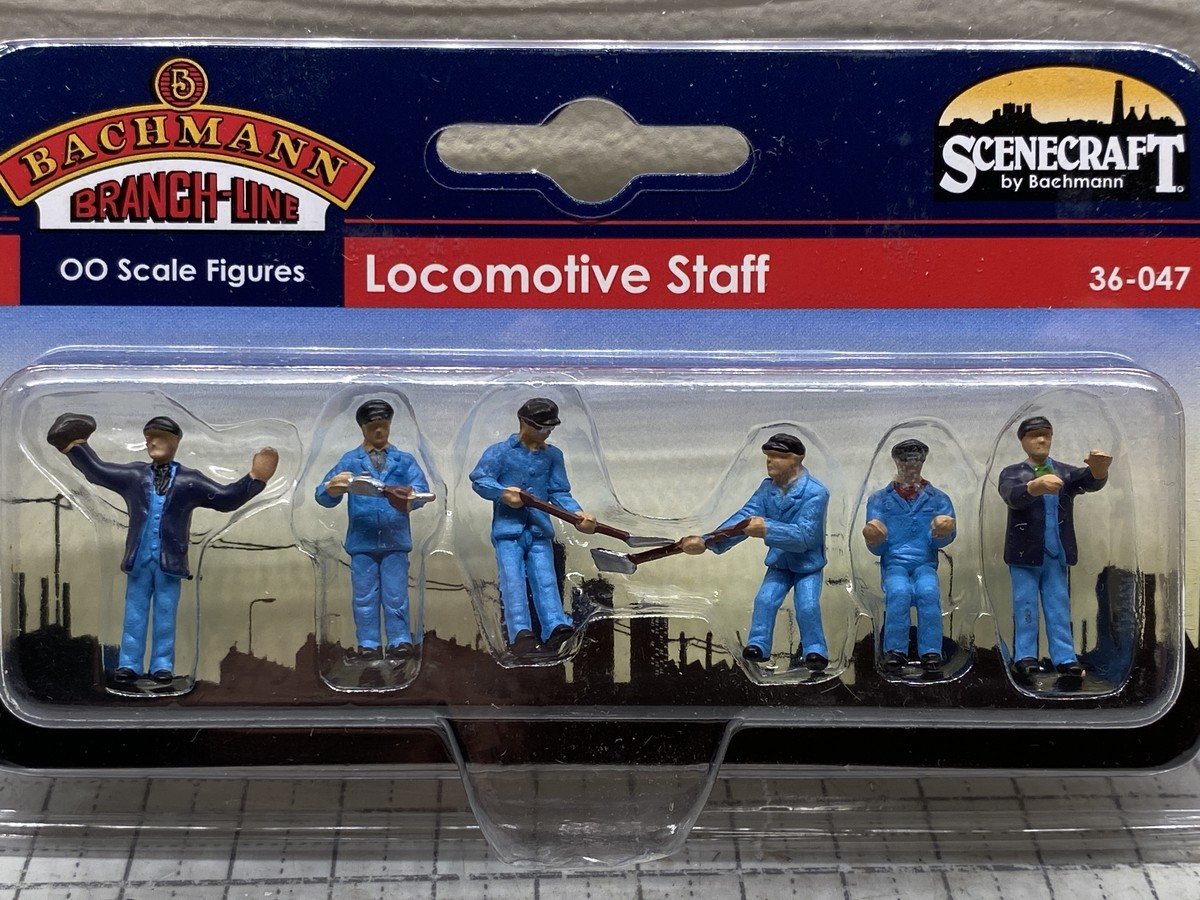 B
BACHMANN
BRANCH-LINE
SCENECRAFT
by Bachmann
OO Scale Figures
Locomotive Staff
36-047